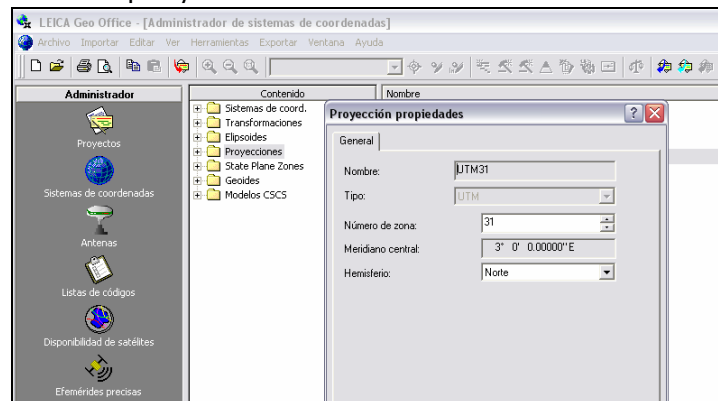 LEICA Geo Office - [Administrador de sistemas de coordenadas]
Archivo Importar Editar Ver Herramientas Exportar Ventana Ayuda
Administrador
Proyectos
Sistemas de coordenadas
Antenas
Listas de códigos
Disponibilidad de satélites
Efemérides precisas
Contenido
Nombre
Sistemas de coord.
Transformaciones
Elipsoides
Proyecciones
State Plane Zones
Geoides
Modelos CSCS
Proyección propiedades
General
Nombre: UTM31
Tipo: UTM
Número de zona: 31
Meridiano central: 3° 0' 0.00000''E
Hemisferio: Norte